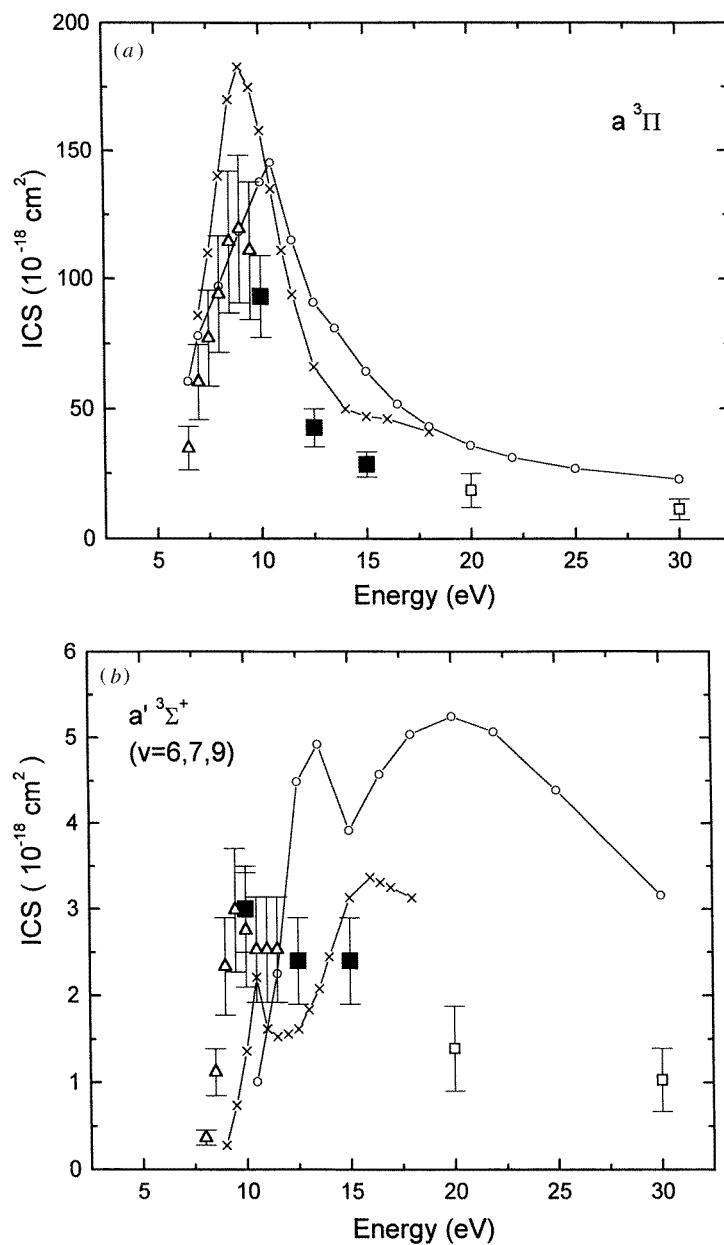 (a)
a ³Π
200
150
100
50
0
ICS (10⁻¹⁸ cm²)
5 10 15 20 25 30
Energy (eV)
(b)
a' ³Σ⁺
(v=6,7,9)
6
5
4
3
2
1
0
ICS ( 10⁻¹⁸ cm²)
5 10 15 20 25 30
Energy (eV)